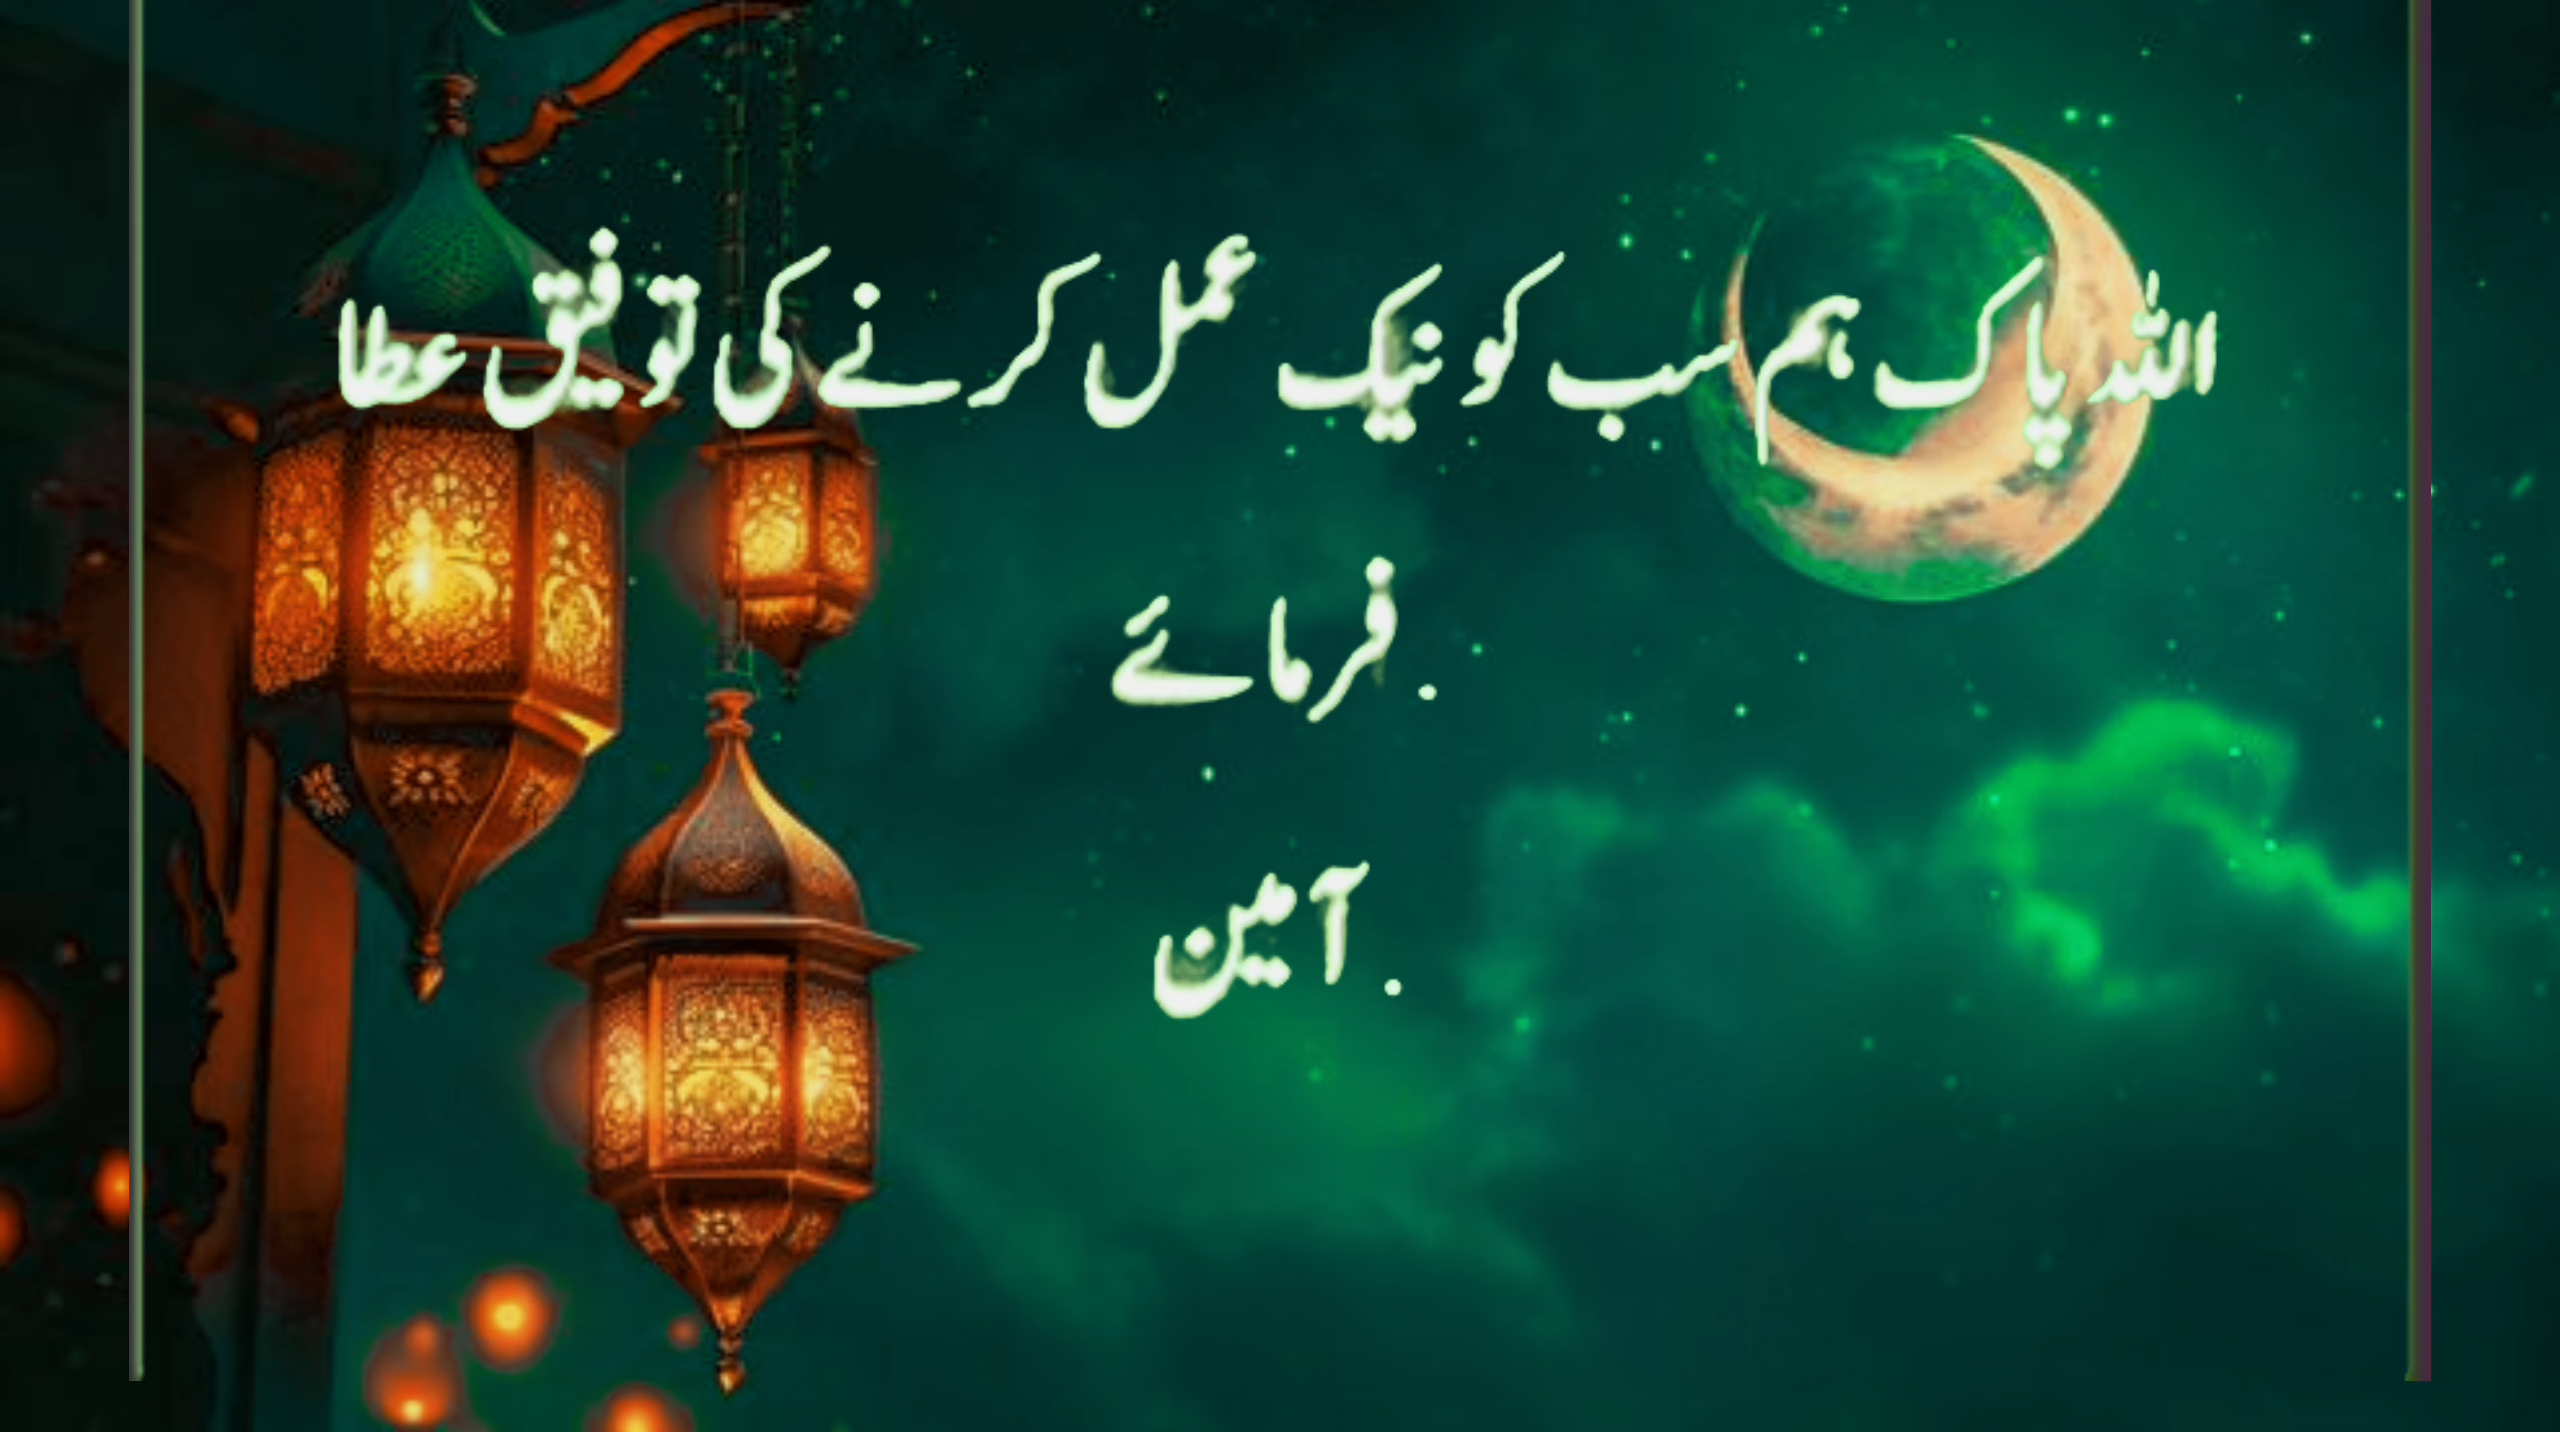 اللہ پاک ہم سب کو نیک عمل کرنے کی توفیق عطا
فرمائے.
آمین.